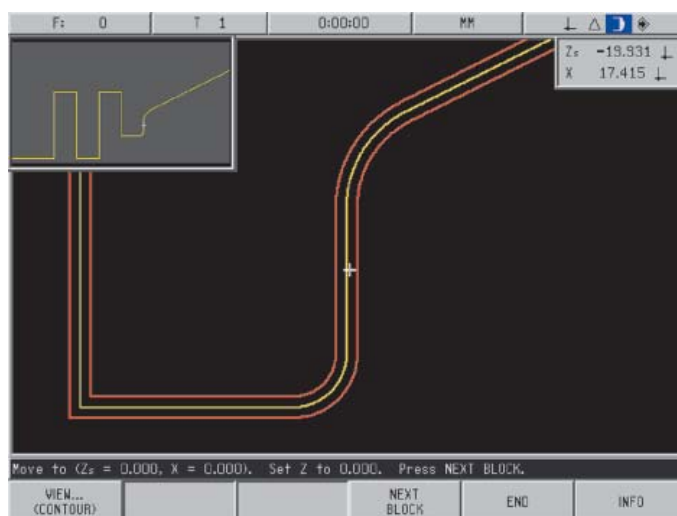 F: 0 T 1 0:00:00 MM
Zs -19.931
X 17.415
Move to (Zs = 0.000, X = 0.000). Set Z to 0.000. Press NEXT BLOCK.
VIEW... (CONTOUR)
NEXT BLOCK
END
INFO